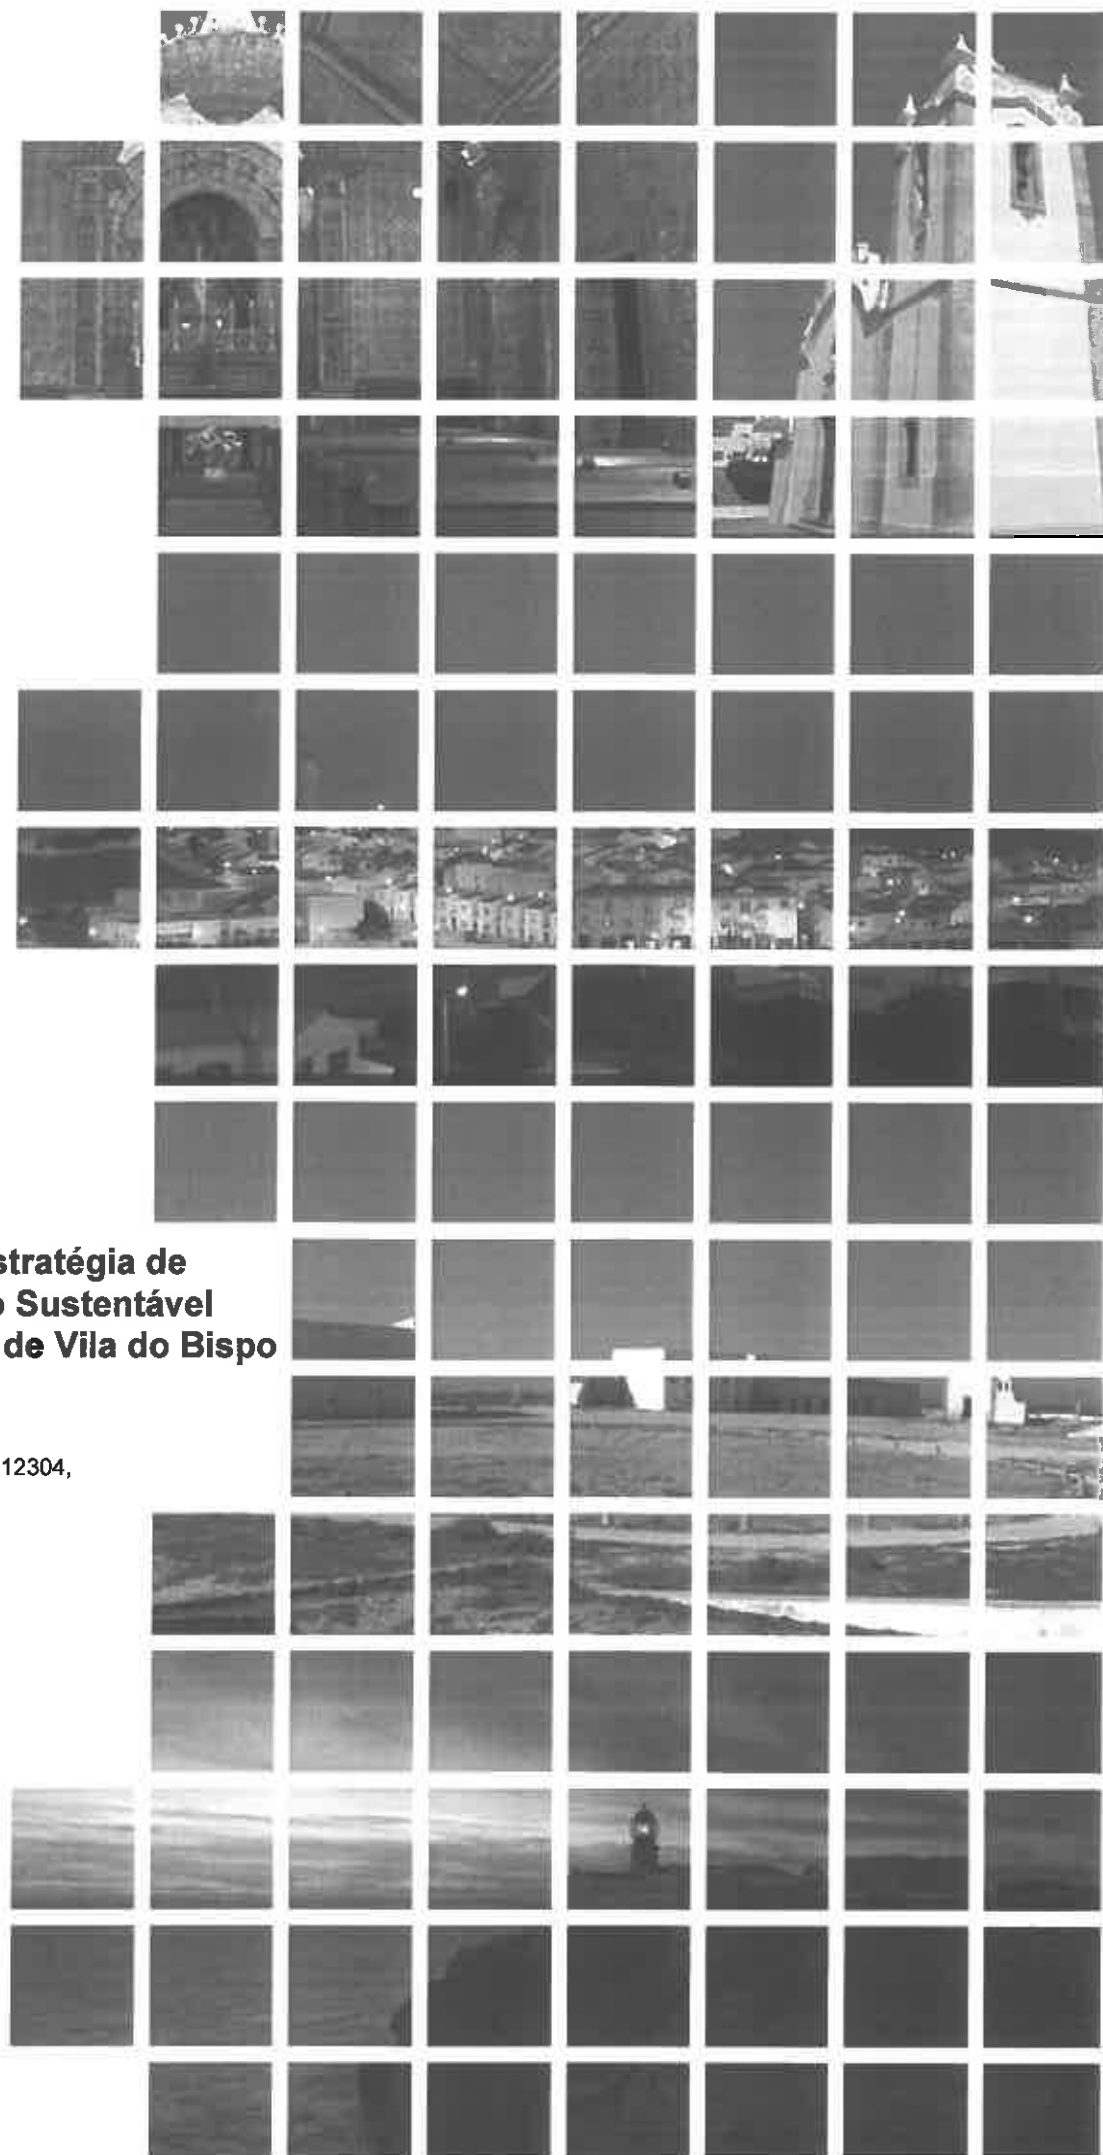 stratégia de
o Sustentável
de Vila do Bispo
12304,